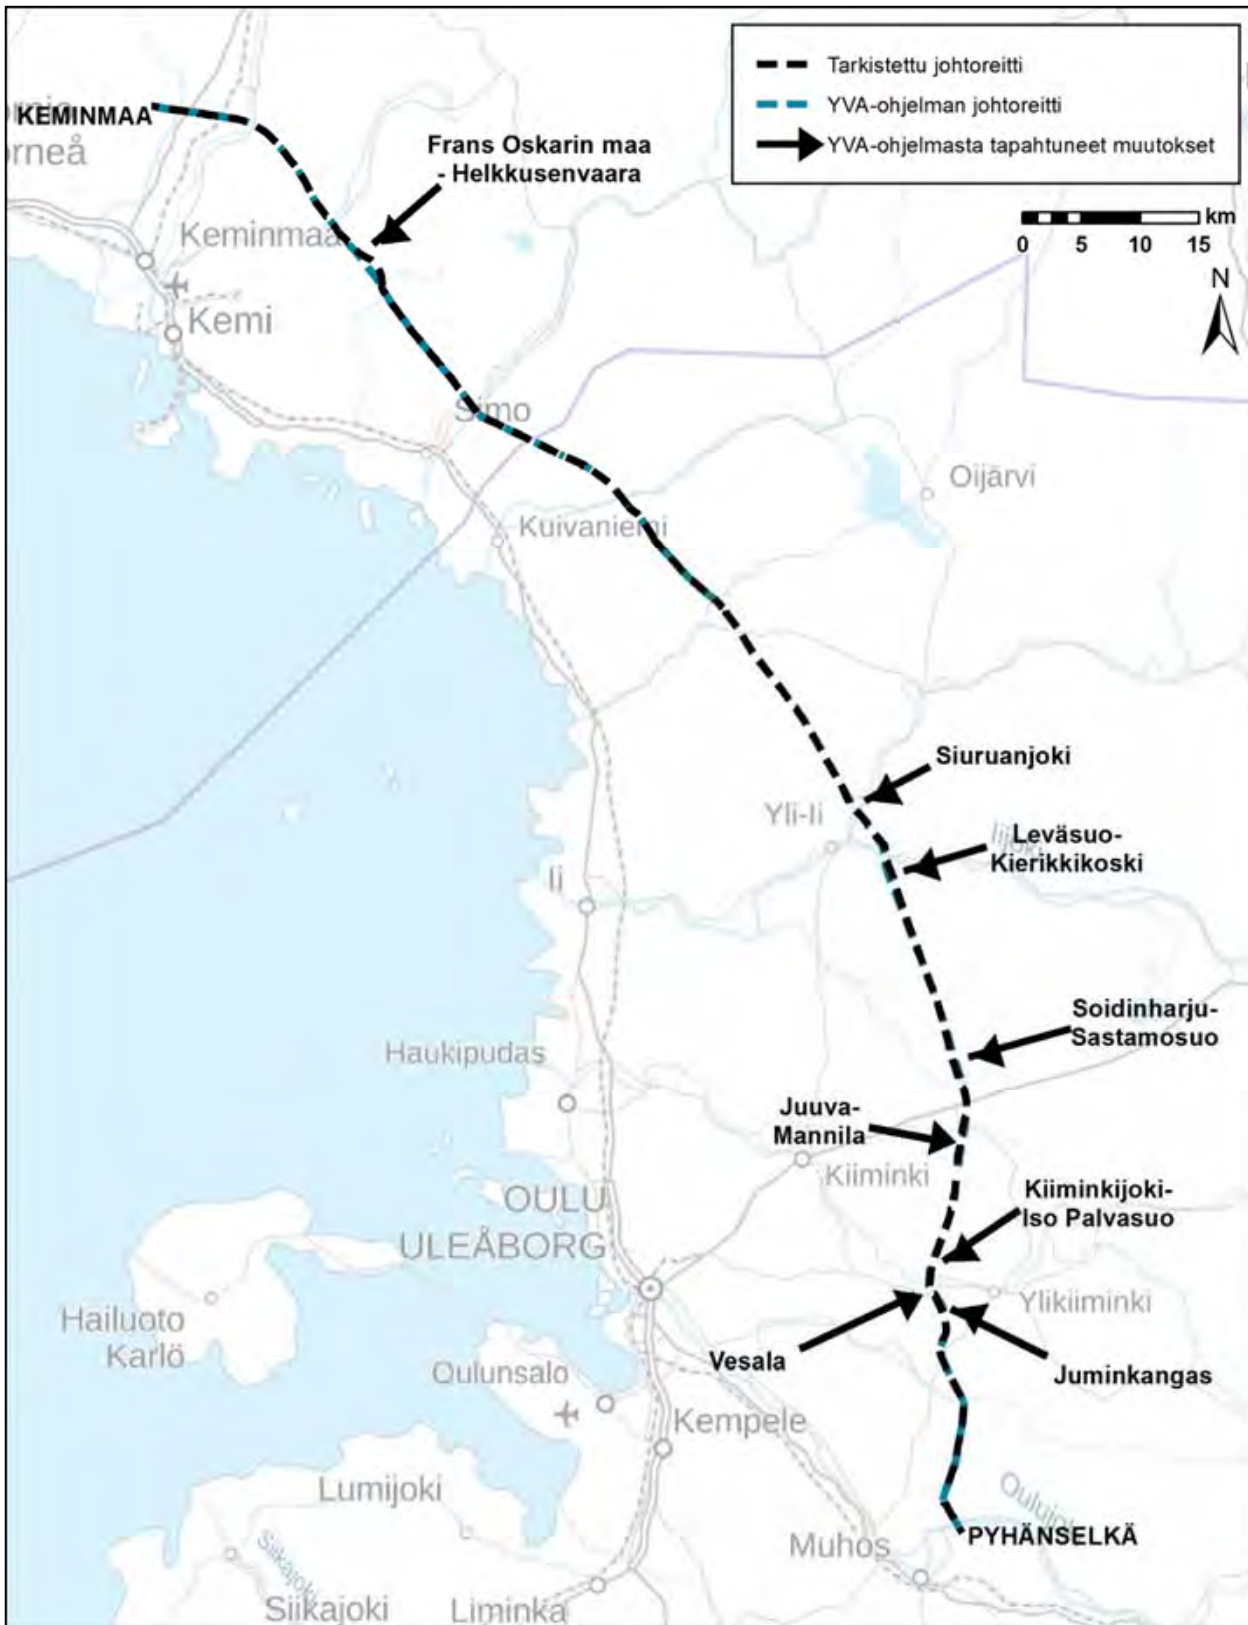 Tarkistettu johtoreitti
YVA-ohjelman johtoreitti
YVA-ohjelmasta tapahtuneet muutokset
km
0 5 10 15
N
KEMINMAA
Frans Oskarin maa
- Helkkusenvaara
Keminmaa
Kemi
Simo
Kuivaniemi
Oijärvi
Siuruanjoki
Yli-Ii
Iijoki
Leväsuo-
Kierikkikoski
Ii
Soidinharju-
Sastamosuo
Haukipudas
Juuva-
Mannila
Kiiminki
Kiiminkijoki-
Iso Palvasuo
OULU
ULEÅBORG
Ylikiiminki
Hailuoto
Karlö
Vesala
Juminkangas
Oulunsalo
Kempele
Lumijoki
PYHÄNSELKÄ
Muhos
Siikajoki
Siikajoki
Liminka